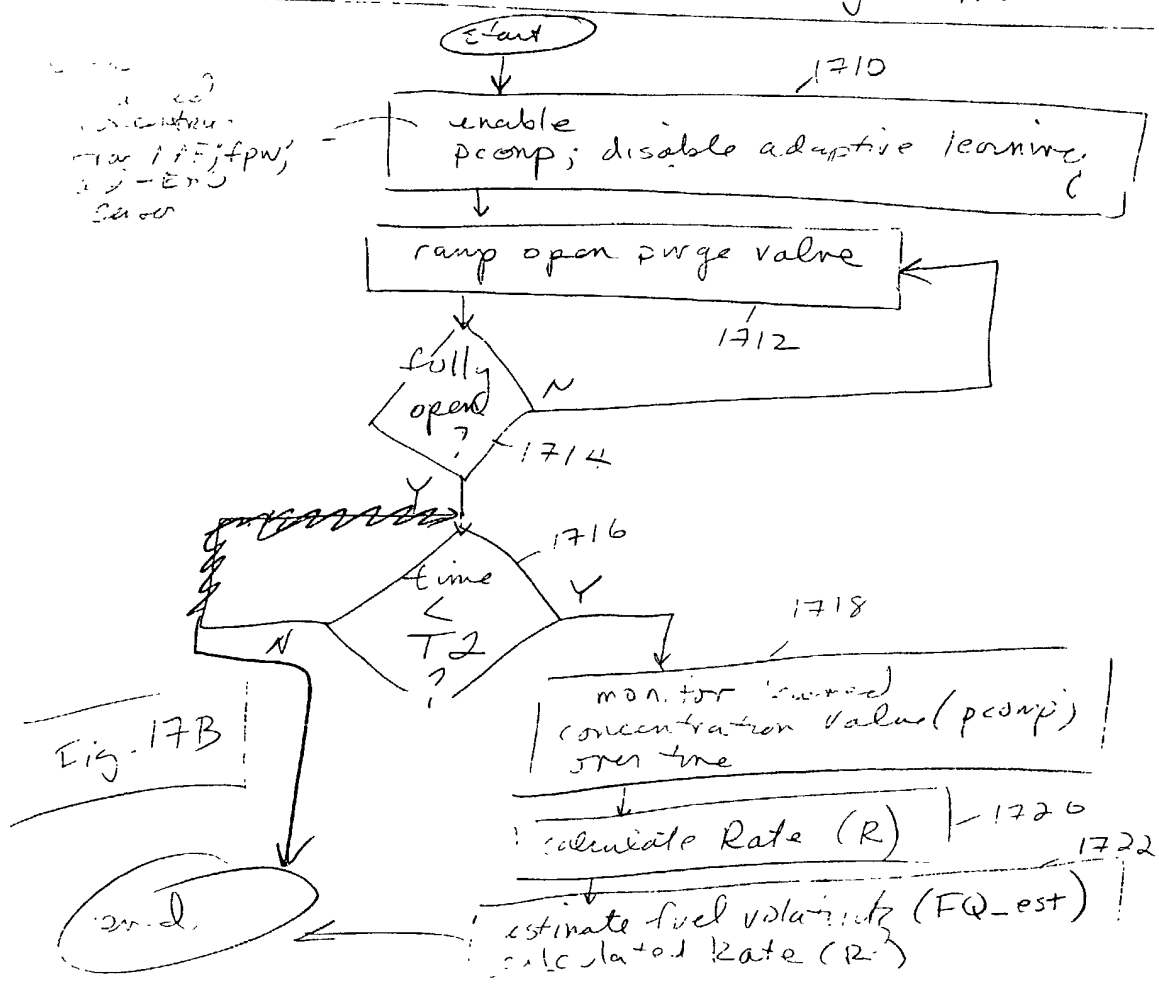 start
1710
enable
pcomp; disable adaptive learning
ramp open purge valve
1712
fully
open
?
N
1714
Y
1716
time
<
T2
?
Y
N
1718
monitor learned
concentration value (pcomp)
over time
Fig. 17B
calculate Rate (R)
1720
1722
estimate fuel volatility (FQ_est)
calculated Rate (R)
end